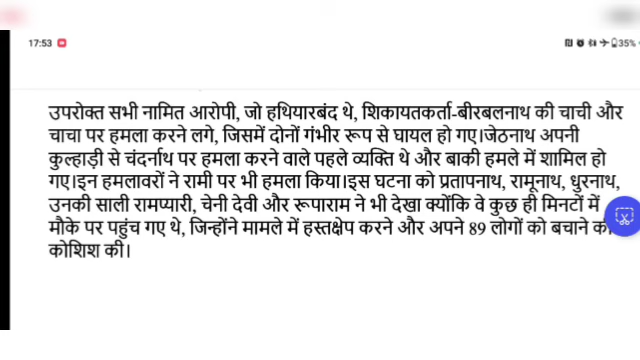 17:53
35%
उपरोक्त सभी नामित आरोपी, जो हथियारबंद थे, शिकायतकर्ता-बीरबलनाथ की चाची और
चाचा पर हमला करने लगे, जिसमें दोनों गंभीर रूप से घायल हो गए।जेठनाथ अपनी
कुल्हाड़ी से चंदर्नाथ पर हमला करने वाले पहले व्यक्ति थे और बाकी हमले में शामिल हो
गए।इन हमलावरों ने रामी पर भी हमला किया।इस घटना को प्रतापनाथ, रामूनाथ, धुरनाथ,
उनकी साली रामप्यारी, चेनी देवी और रूपाराम ने भी देखा क्योंकि वे कुछ ही मिनटों में
मौके पर पहुंच गए थे, जिन्होंने मामले में हस्तक्षेप करने और अपने 89 लोगों को बचाने की
कोशिश की।